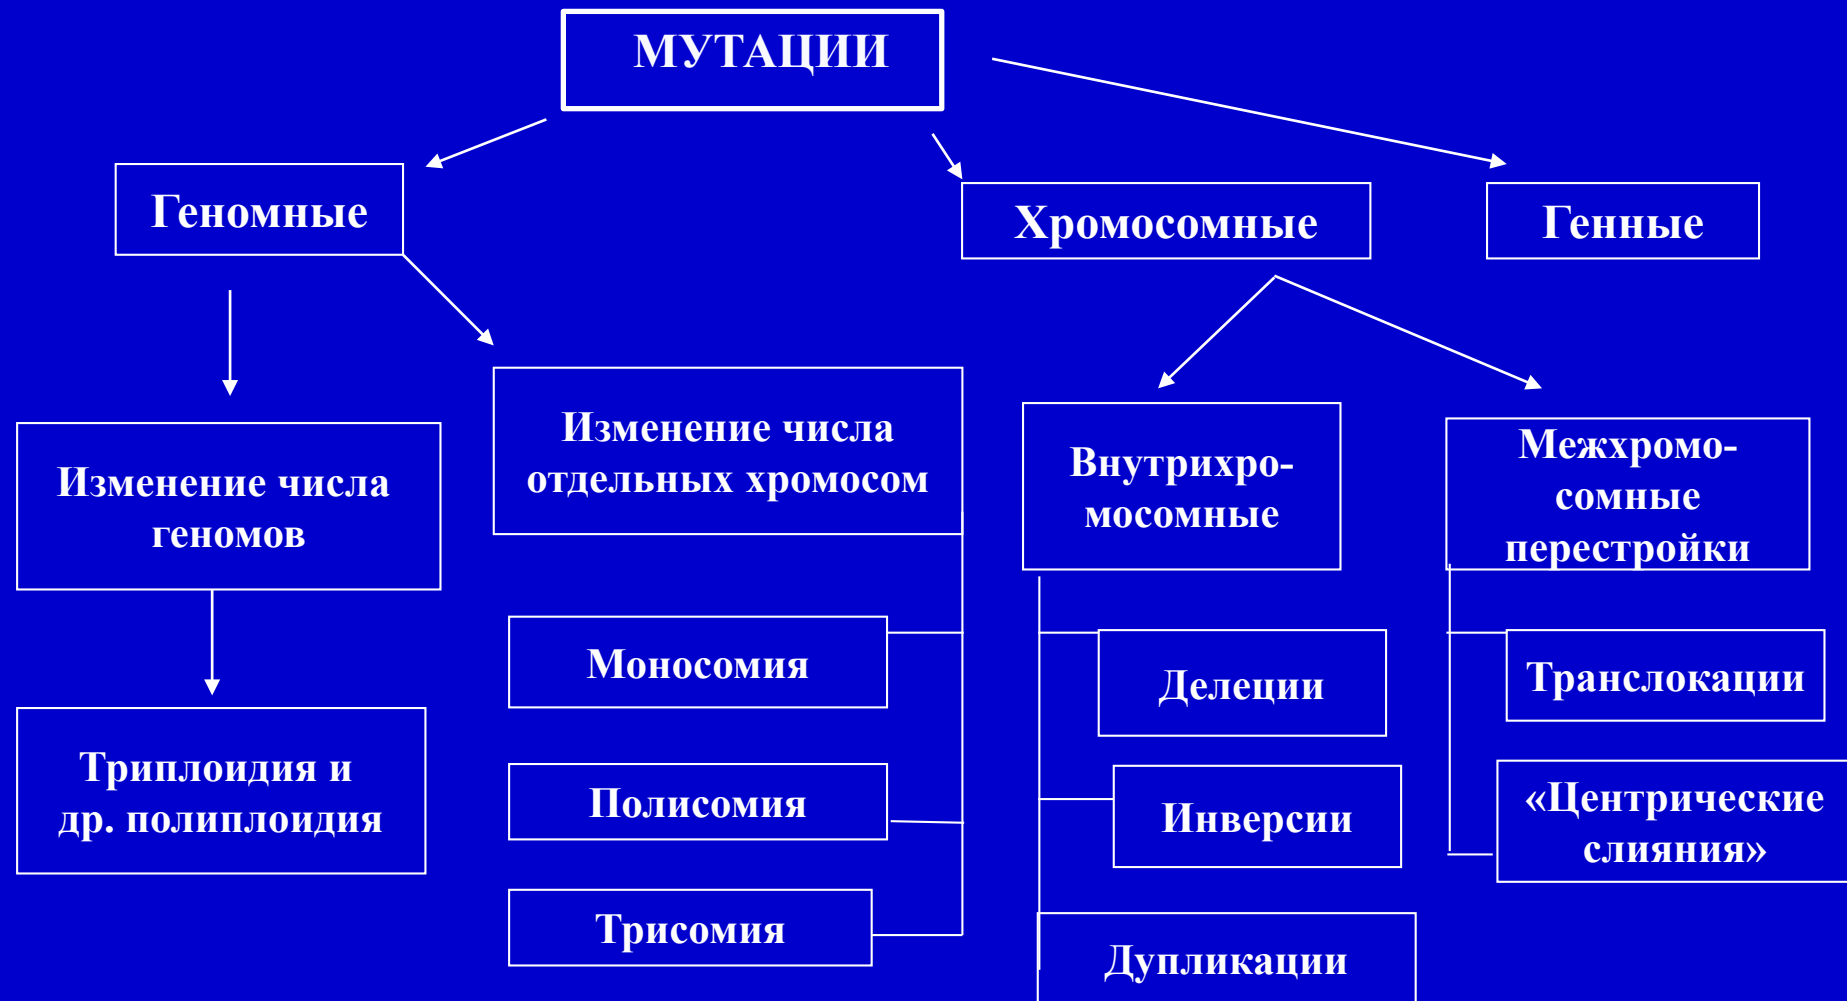 МУТАЦИИ
Геномные
Хромосомные
Генные
Изменение числа
геномов
Изменение числа
отдельных хромосом
Внутрихро-
мосомные
Межхромо-
сомные
перестройки
Триплоидия и
др. полиплоидия
Моносомия
Полисомия
Трисомия
Делеции
Инверсии
Дупликации
Транслокации
«Центрические
слияния»